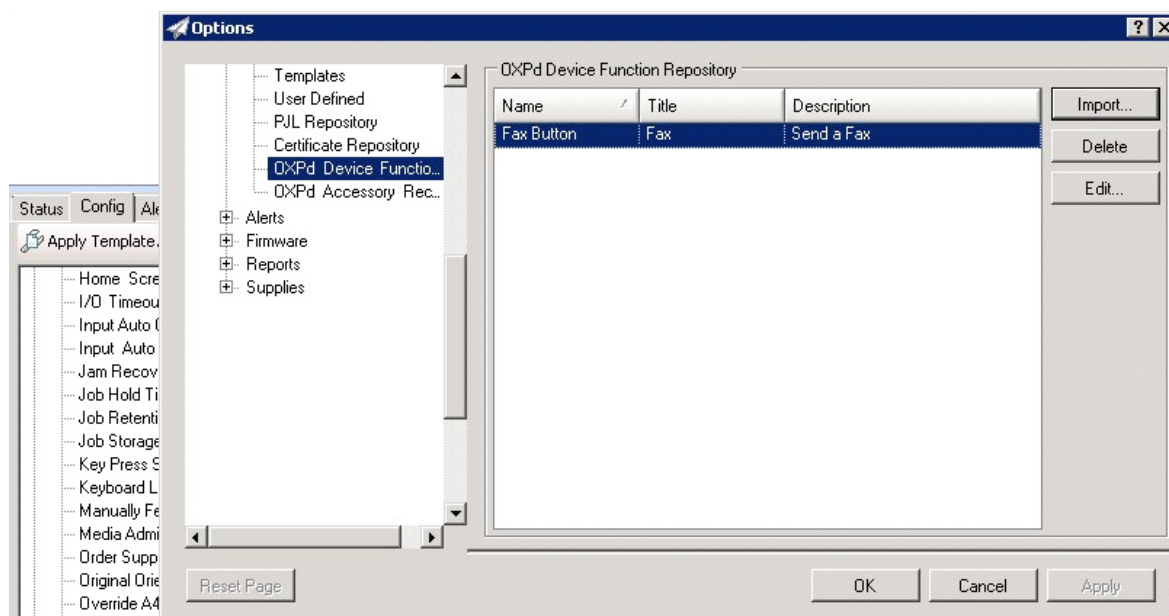 Options
Templates
User Defined
PJL Repository
Certificate Repository
OXPd Device Functio...
OXPd Accessory Rec...
Alerts
Firmware
Reports
Supplies
OXPd Device Function Repository
Name Title Description
Fax Button Fax Send a Fax
Import...
Delete
Edit...
Reset Page
OK Cancel Apply
Status Config Ale
Apply Template.
Home Scre
I/O Timeou
Input Auto
Input Auto
Jam Recov
Job Hold Ti
Job Retenti
Job Storage
Key Press S
Keyboard L
Manually Fe
Media Admi
Order Supp
Original Orie
Override A4